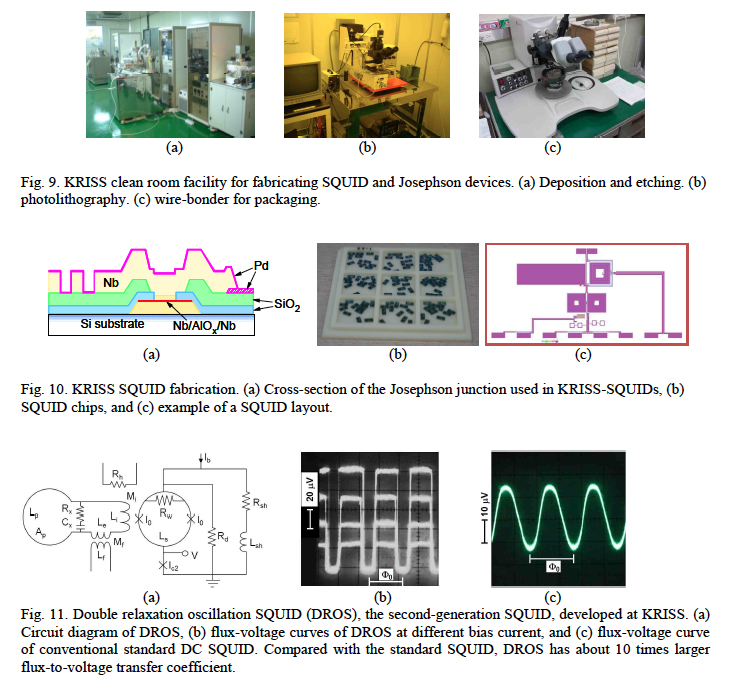 (a)
(b)
(c)
Fig. 9. KRISS clean room facility for fabricating SQUID and Josephson devices. (a) Deposition and etching. (b)
photolithography. (c) wire-bonder for packaging.
Pd
Nb
SiO2
Si substrate
Nb/AlOx/Nb
(a)
(b)
(c)
Fig. 10. KRISS SQUID fabrication. (a) Cross-section of the Josephson junction used in KRISS-SQUIDs, (b)
SQUID chips, and (c) example of a SQUID layout.
Ib
Rh
Mi
Rsh
Lp
Rx
Cx
Le
Li
I0
Rw
I0
Ap
Mf
Ls
Rd
Lsh
Lf
V
Ic2
20 µV
Φ0
10 µV
Φ0
(a)
(b)
(c)
Fig. 11. Double relaxation oscillation SQUID (DROS), the second-generation SQUID, developed at KRISS. (a)
Circuit diagram of DROS, (b) flux-voltage curves of DROS at different bias current, and (c) flux-voltage curve
of conventional standard DC SQUID. Compared with the standard SQUID, DROS has about 10 times larger
flux-to-voltage transfer coefficient.